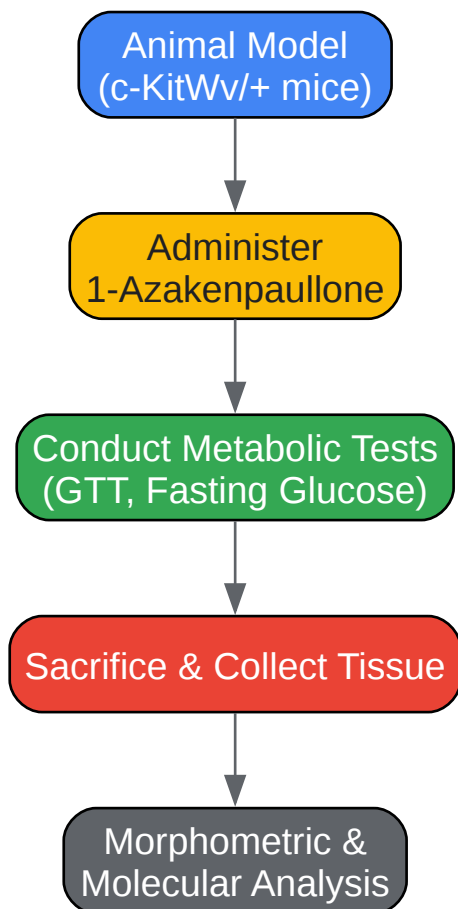 Animal Model
(c-KitWv/+ mice)
Administer
1-Azakenpaullone
Conduct Metabolic Tests
(GTT, Fasting Glucose)
Sacrifice & Collect Tissue
Morphometric &
Molecular Analysis